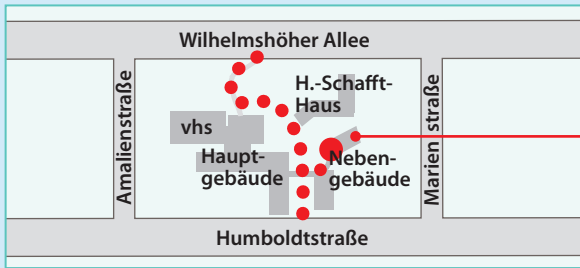 Wilhelmshöher Allee
H.-Schafft-
Haus
vhs
Haupt-
gebäude
Neben-
gebäude
Amalienstraße
Marienstraße
Humboldtstraße